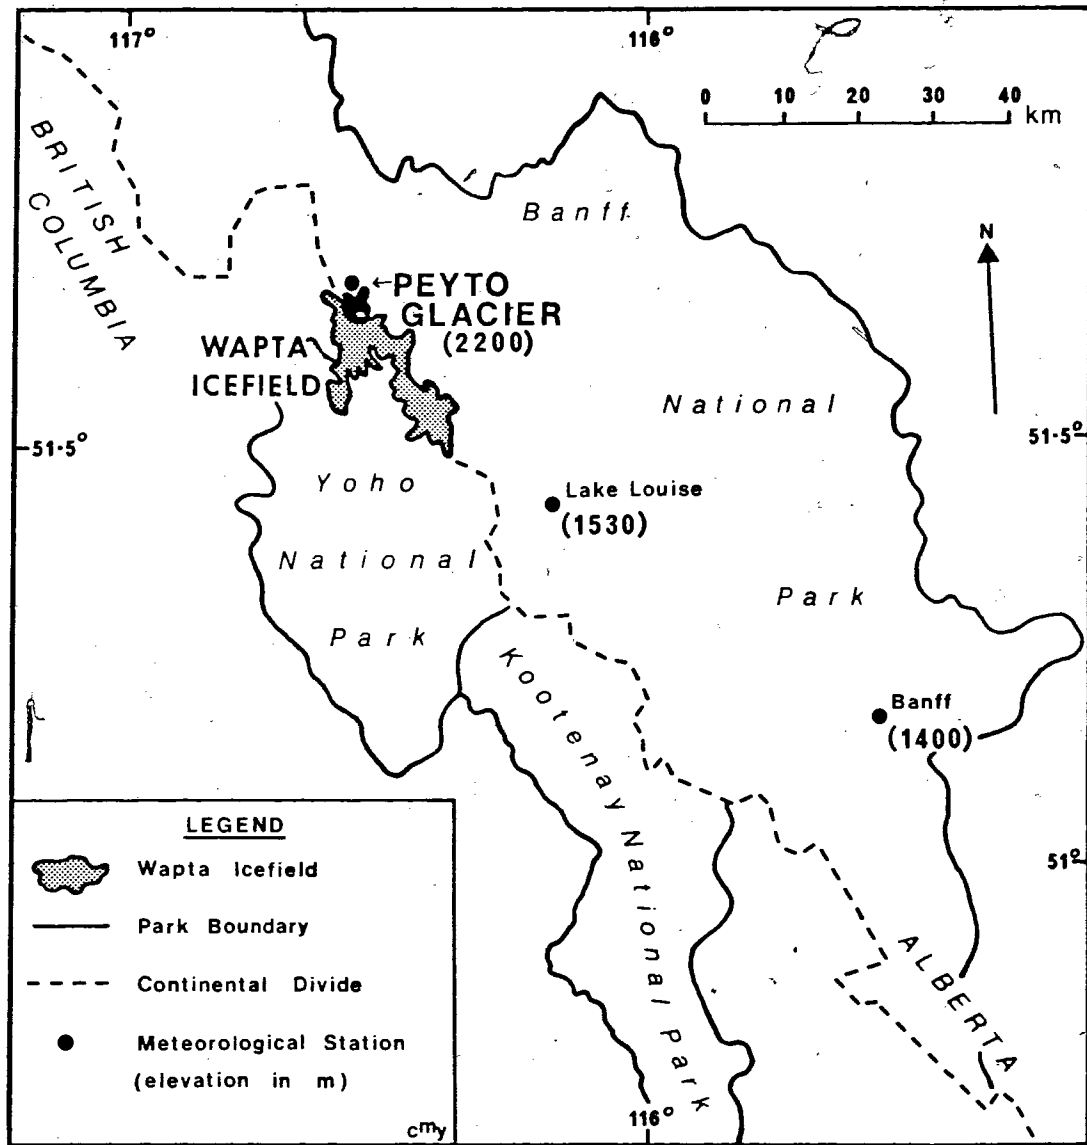 117°
116°
0 10 20 30 40
km
BRITISH
COLUMBIA
Banff
N
←PEYTO
GLACIER
(2200)
WAPTA
ICEFIELD
National
51·5°
51·5°
Yoho
Lake Louise
(1530)
National
Park
Park
Kootenay National Park
Banff
(1400)
51°
ALBERTA
LEGEND
Wapta Icefield
Park Boundary
Continental Divide
Meteorological Station
(elevation in m)
cmy
116°